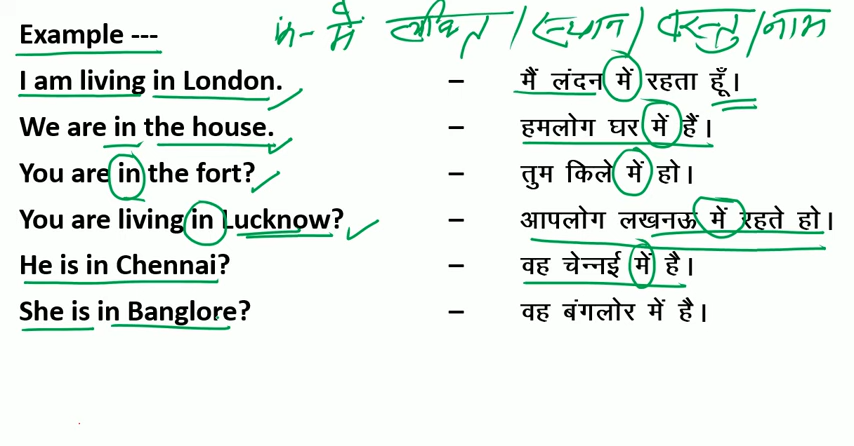 Example --- in - में व्यक्ति / स्थान / वस्तु / नाम
I am living in London. – मैं लंदन में रहता हूँ।
We are in the house. – हमलोग घर में हैं।
You are in the fort? – तुम किले में हो।
You are living in Lucknow? – आपलोग लखनऊ में रहते हो।
He is in Chennai? – वह चेन्नई में है।
She is in Banglore? – वह बंगलोर में है।